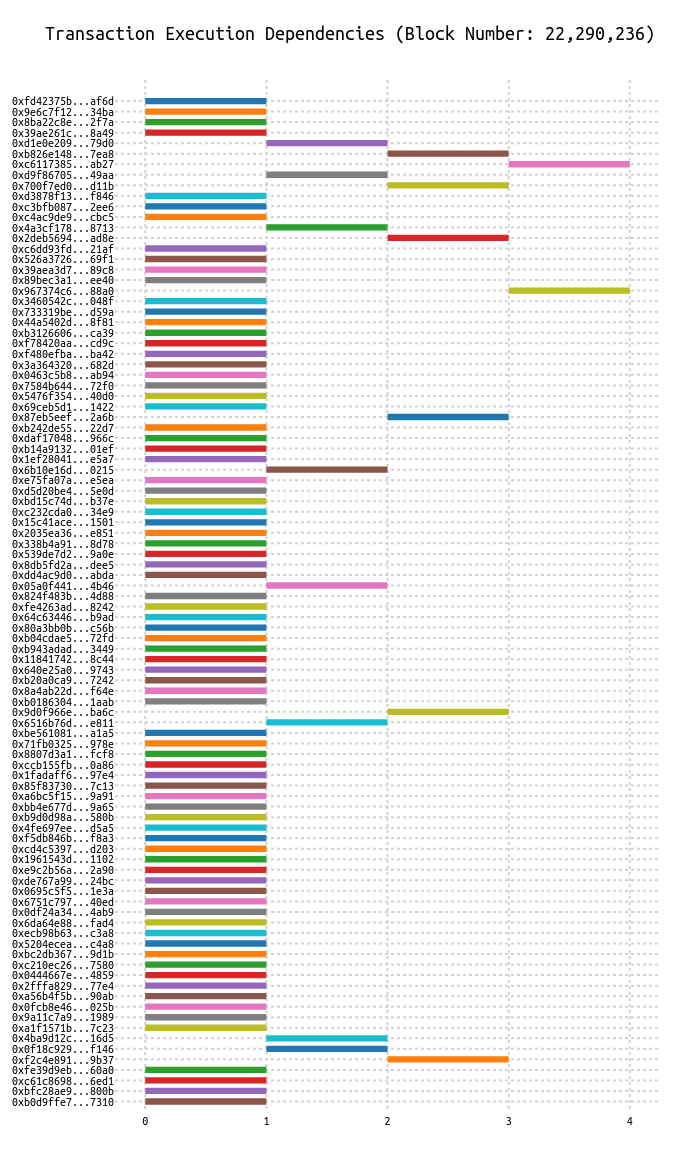 Transaction Execution Dependencies (Block Number: 22,290,236)
0xfd42375b...af6d
0x9e6c7f12...34ba
0x8ba22c8e...2f7a
0x39ae261c...8a49
0xd1e0e209...79d0
0xb826e148...7ea8
0xc6117385...ab27
0xd9f86705...49aa
0x700f7ed0...d11b
0xd3878f13...f846
0xc3bfb087...2ee6
0xc4ac9de9...cbc5
0x4a3cf178...8713
0x2deb5694...ad8e
0xc6dd93fd...21af
0x526a3726...69f1
0x39aea3d7...89c8
0x89bec3a1...ee40
0x967374c6...88a0
0x3460542c...048f
0x733319be...d59a
0x44a5402d...8f81
0xb3126606...ca39
0xf78420aa...cd9c
0xf480efba...ba42
0x3a364320...682d
0x0463c5b8...ab94
0x7584b644...72f0
0x5476f354...40d0
0x69ceb5d1...1422
0x87eb5eef...2a6b
0xb242de55...22d7
0xdaf17048...966c
0xb14a9132...01ef
0x1ef28041...e5a7
0x6b10e16d...0215
0xe75fa07a...e5ea
0xd5d20be4...5e0d
0xbd15c74d...b37e
0xc232cda0...34e9
0x15c41ace...1501
0x2035ea36...e851
0x338b4a91...8d78
0x539de7d2...9a0e
0x8db5fd2a...dee5
0xdd4ac9d0...abda
0x05a0f441...4b46
0x824f483b...4d88
0xfe4263ad...8242
0x64c63446...b9ad
0x80a3bb0b...c56b
0xb04cdae5...72fd
0xb943adad...3449
0x11841742...8c44
0x640e25a0...9743
0xb20a0ca9...7242
0x8a4ab22d...f64e
0xb0186304...1aab
0x9d0f966e...ba6c
0x6516b76d...e811
0xbe561081...a1a5
0x71fb0325...978e
0x8807d3a1...fcf8
0xccb155fb...0a86
0x1fadaff6...97e4
0x85f83730...7c13
0xa6bc5f15...9a91
0xbb4e677d...9a65
0xb9d0d98a...580b
0x4fe697ee...d5a5
0xf5db846b...f8a3
0xcd4c5397...d203
0x1961543d...1102
0xe9c2b56a...2a90
0xde767a99...24bc
0x0695c5f5...1e3a
0x6751c797...40ed
0x0df24a34...4ab9
0x6da64e88...fad4
0xecb98b63...c3a8
0x5204ecea...c4a8
0xbc2db367...9d1b
0xc210ec26...7580
0x0444667e...4859
0x2fffa829...77e4
0xa56b4f5b...90ab
0x0fcb8e46...025b
0x9a11c7a9...1989
0xa1f1571b...7c23
0x4ba9d12c...16d5
0x0f18c929...f146
0xf2c4e891...9b37
0xfe39d9eb...60a0
0xc61c8698...6ed1
0xbfc28ae9...800b
0xb0d9ffe7...7310
0 1 2 3 4